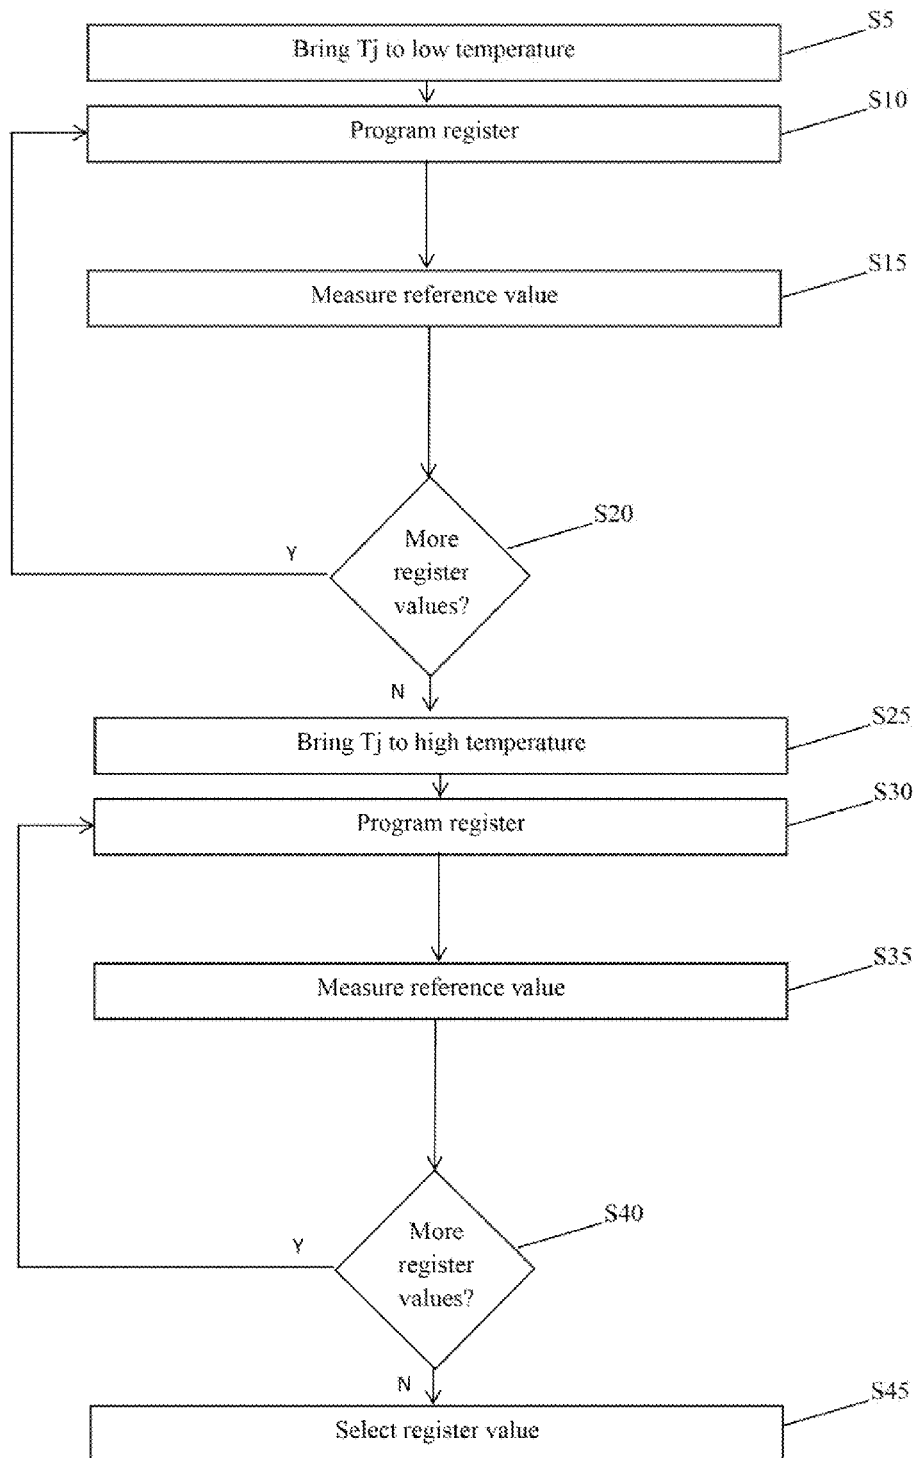 S5
Bring Tj to low temperature
S10
Program register
S15
Measure reference value
S20
More
register
values?
Y
N
S25
Bring Tj to high temperature
S30
Program register
S35
Measure reference value
S40
More
register
values?
Y
N
S45
Select register value